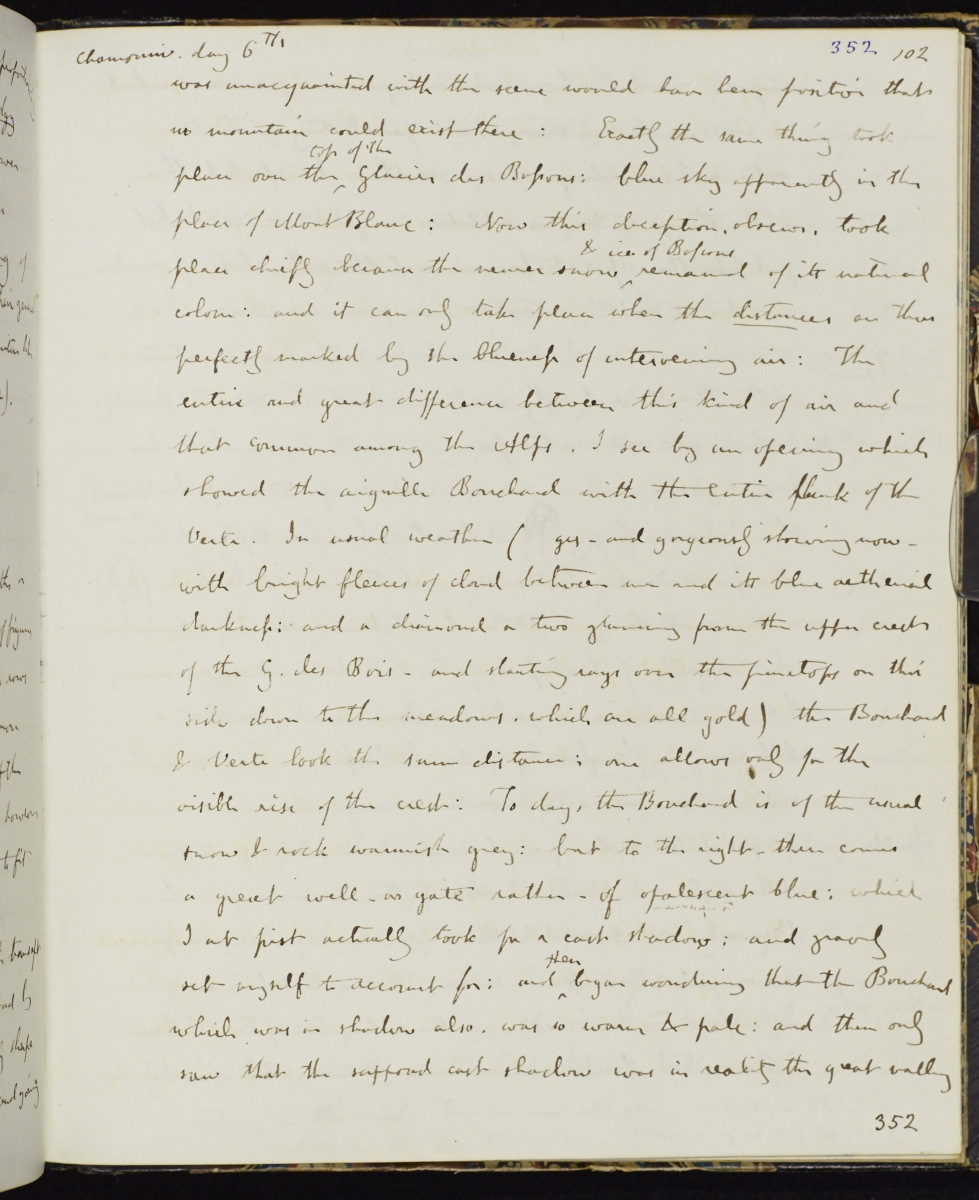 Chamouni. day 6th 352 102
was unacquainted with the scene would have been positive that
no mountain could exist there: Exactly the same thing took
top of the
place over the ^ Glacier des Bossons: blue sky apparently in the
place of Mont Blanc: Now this deception, observe, took
& ice of Bossons
place chiefly because the nearer snow ^ remained of its natural
colour: and it can only take place when the distances are thus
perfectly marked by the blueness of intervening air: The
entire and great difference between this kind of air and
that common among the Alps, I see by an opening which
showed the aiguille Bouchard with the entire flank of the
Verte. In usual weather ( yes - and gorgeously showing now -
with bright fleeces of cloud between me and its blue aetherial
darkness: and a diamond or two glancing from the upper crests
of the G. des Bois - and slanting rays over the pinetops on this
side down to the meadows, which are all gold) the Bouchard
& Verte look the same distance; one allows only for the
visible rise of the crest: To day, the Bouchard is of the usual
snow & rock warmish grey: but to the right - there comes
a great well - or gate rather - of opalescent blue; which
I at first actually took for a cast shadow; and gravely
then
set myself to account for: and ^ began wondering that the Bouchard
which was in shadow also, was so warm & pale: and then only
saw that the supposd cast shadow was in reality the great valley
352